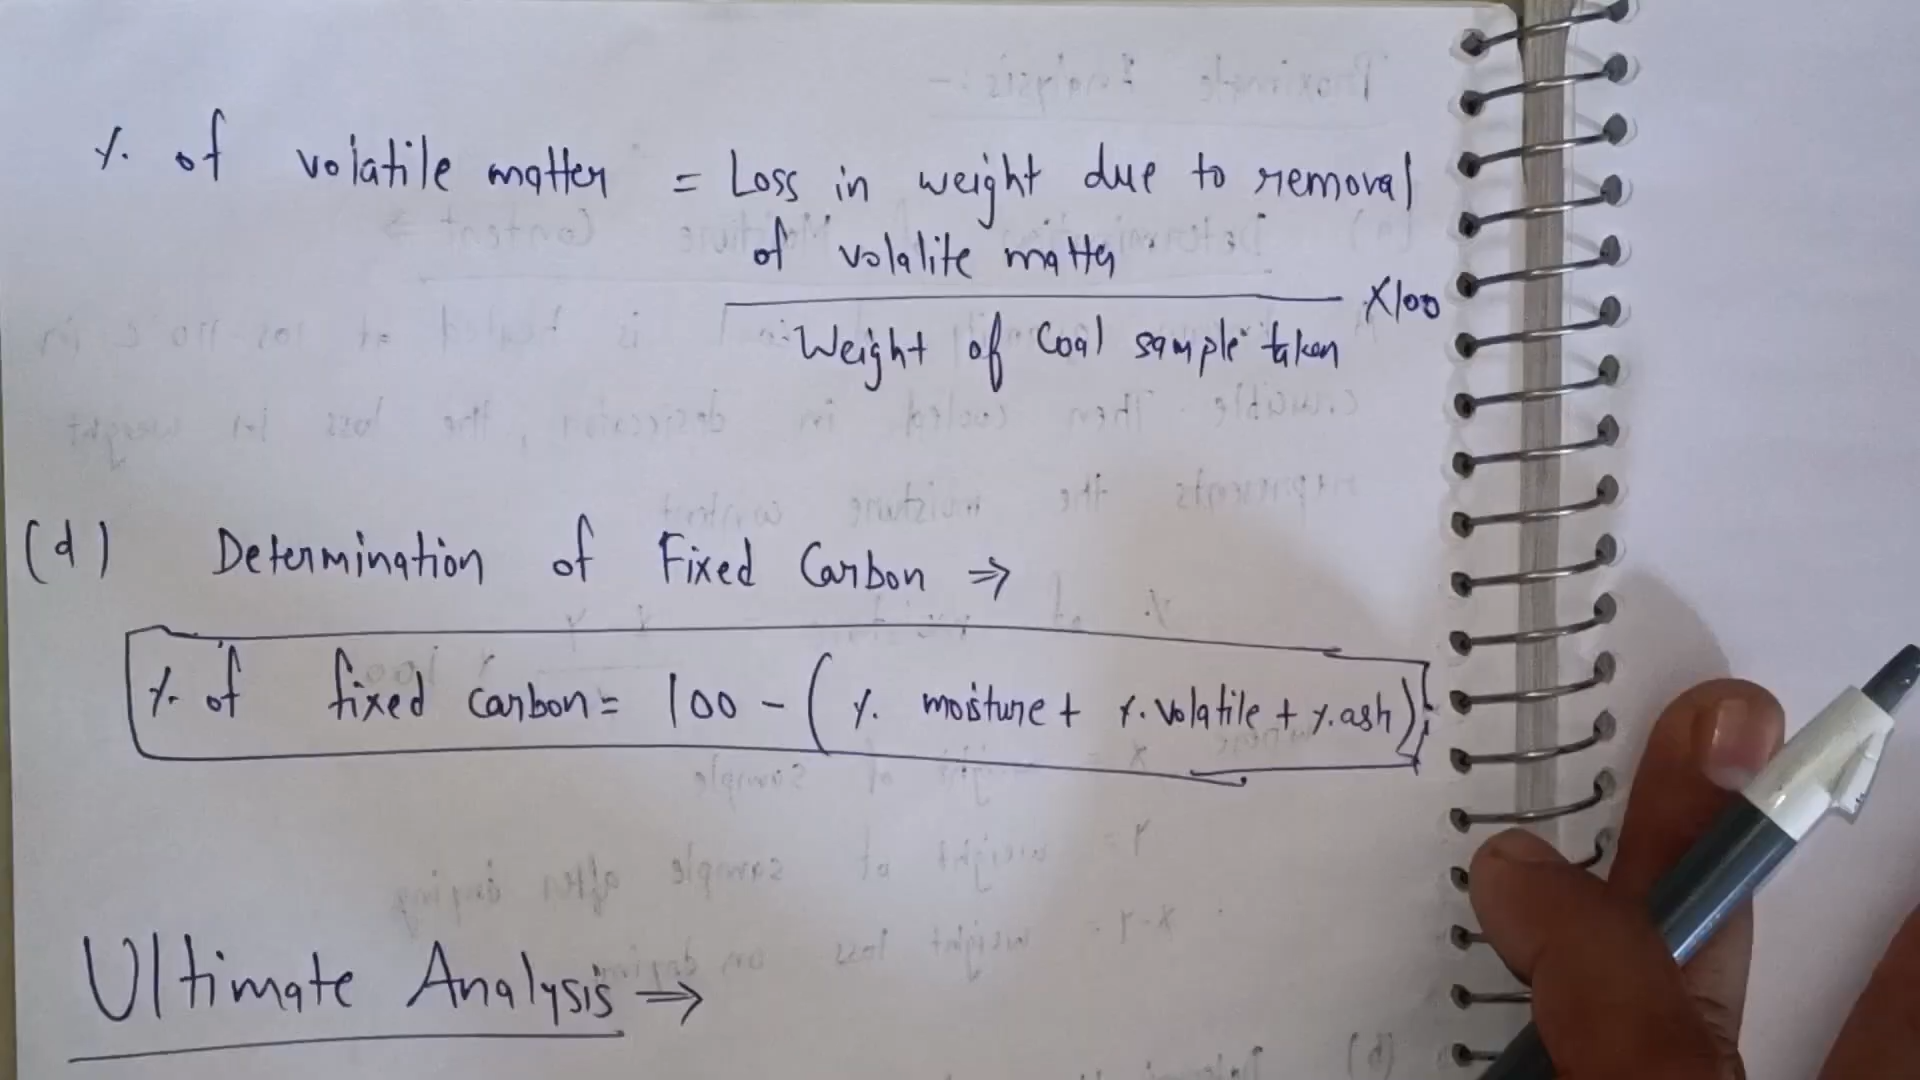 % of volatile matter = Loss in weight due to removal
of volalite matter
X100
Weight of Coal sample taken
(d) Determination of Fixed Carbon ⇒
% of fixed carbon = 100 - (% moisture + % volatile + % ash)
Ultimate Analysis →